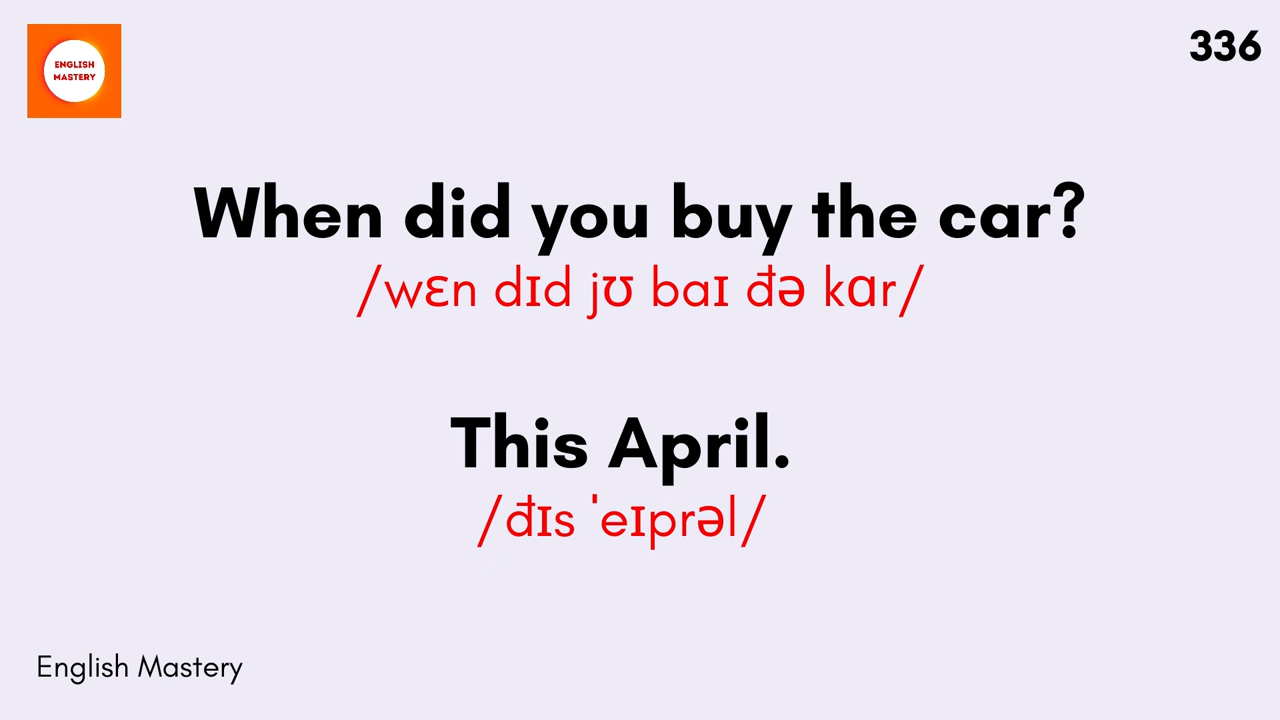 ENGLISH
MASTERY
336
When did you buy the car?
/wɛn dɪd jʊ baɪ đə kɑr/
This April.
/đɪs ˈeɪprəl/
English Mastery